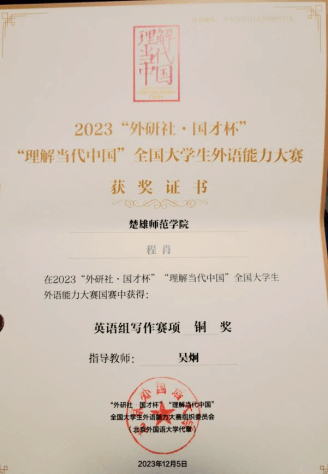 理解
当代
中国
2023 “外研社·国才杯”
“理解当代中国” 全国大学生外语能力大赛
获奖证书
楚雄师范学院
程肖
在2023 “外研社·国才杯” “理解当代中国” 全国大学生
外语能力大赛国赛中获得:
英语组写作赛项 铜 奖
指导教师: 吴炯
“外研社·国才杯” “理解当代中国”
全国大学生外语能力大赛组织委员会
(北京外国语大学代章)
2023年12月5日